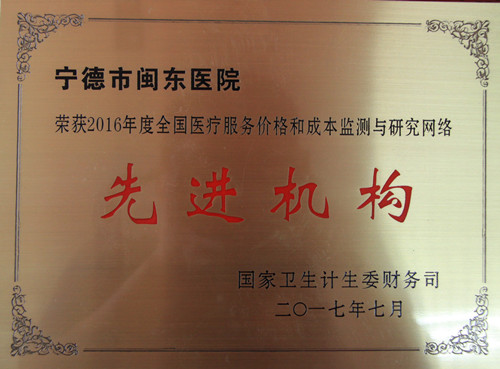 宁德市闽东医院
荣获2016年度全国医疗服务价格和成本监测与研究网络
先进机构
国家卫生计生委财务司
二〇一七年七月